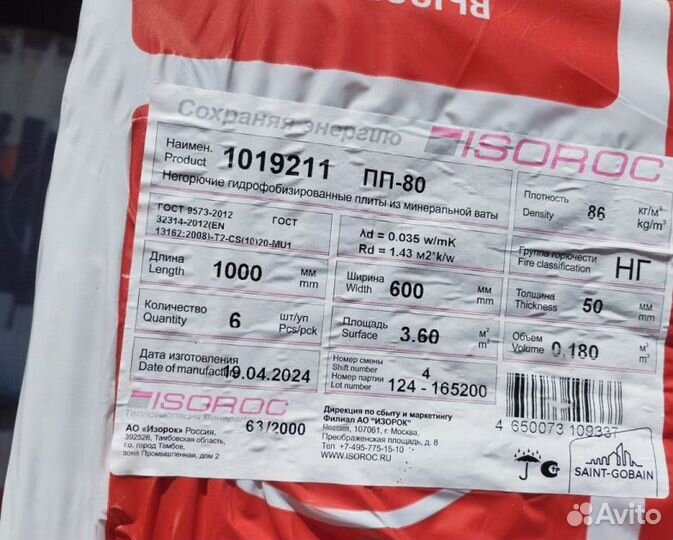 Сохраняя энергию
ISOROC
Наимен.
Product
1019211 ПП-80
Негорючие гидрофобизированные плиты из минеральной ваты
Плотность
Density
86
кг/м³
kg/m³
ГОСТ 9573-2012 ГОСТ
32314-2012(EN
13162:2008)-T2-CS(10)20-MU1
λd = 0.035 w/mK
Rd = 1.43 м2*k/w
Группа горючести
Fire classification
НГ
Длина
Length
1000
мм
mm
Ширина
Width
600
мм
mm
Толщина
Thickness
50
мм
mm
Количество
Quantity
6
шт/уп
Pcs/pck
Площадь
Surface
3.60
м²
m²
Объем
Volume
0.180
м³
m³
Дата изготовления
Date of manufact
19.04.2024
Номер смены
Shift number
4
Номер партии
Lot number
124 - 165200
ISOROC
63/2000
АО «Изорок» Россия,
392526, Тамбовская область,
г.о. город Тамбов,
зона Промышленная, дом 2
Дирекция по сбыту и маркетингу
Филиал АО "ИЗОРОК"
Россия, 107061, г. Москва,
Преображенская площадь, д. 8
Тел. +7-495-775-15-10
WWW.ISOROC.RU
4 650073 109337
SAINT-GOBAIN
Avito